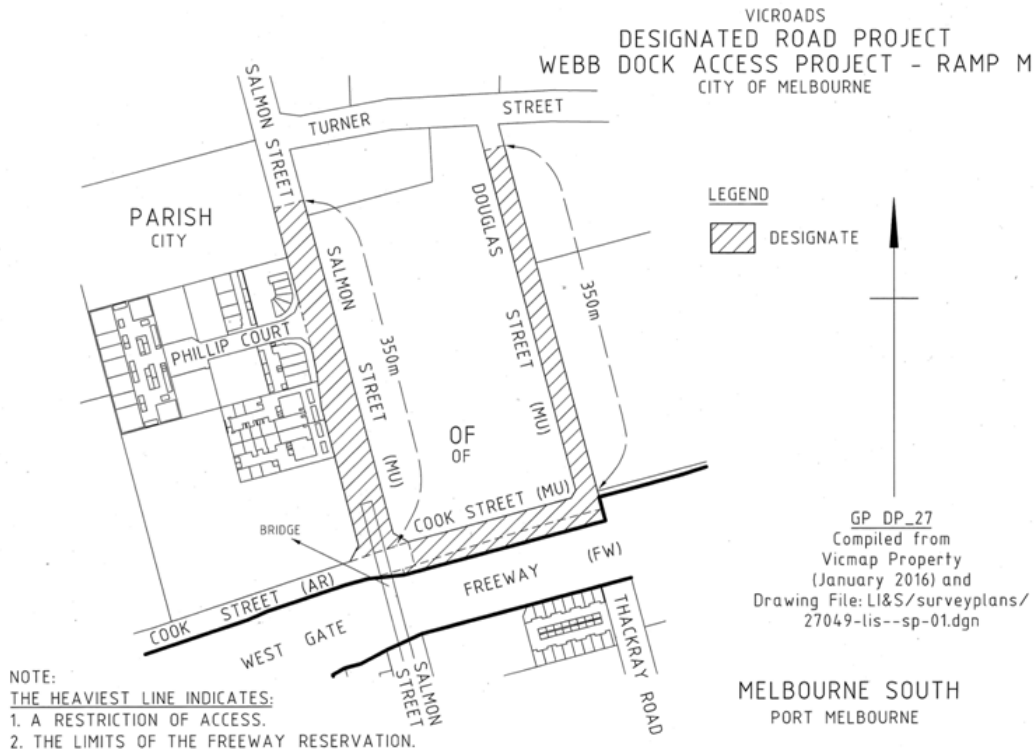 VICROADS
DESIGNATED ROAD PROJECT
WEBB DOCK ACCESS PROJECT - RAMP M
CITY OF MELBOURNE
SALMON STREET
TURNER STREET
PARISH
CITY
DOUGLAS STREET (MU)
LEGEND
DESIGNATE
SALMON STREET (MU)
350m
350m
PHILLIP COURT
OF
OF
COOK STREET (MU)
BRIDGE
COOK STREET (AR)
WEST GATE FREEWAY (FW)
SALMON
STREET
THACKRAY ROAD
GP DP_27
Compiled from
Vicmap Property
(January 2016) and
Drawing File: LI&S/surveyplans/
27049-lis--sp-01.dgn
MELBOURNE SOUTH
PORT MELBOURNE
NOTE:
THE HEAVIEST LINE INDICATES:
1. A RESTRICTION OF ACCESS.
2. THE LIMITS OF THE FREEWAY RESERVATION.